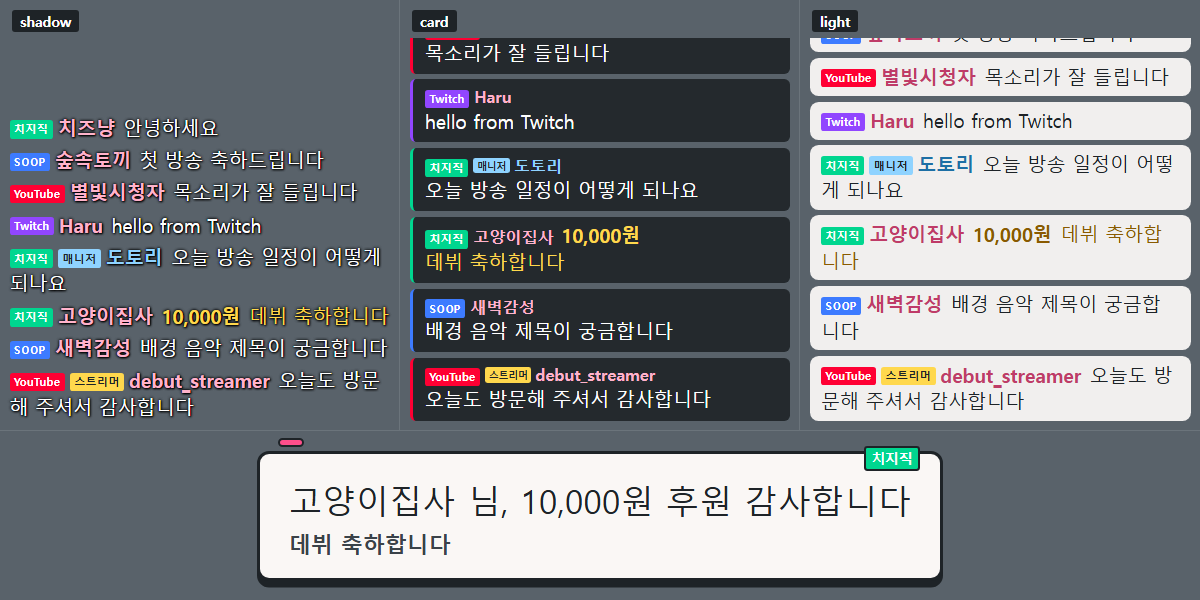 shadow
치지직 치즈냥 안녕하세요
SOOP 숲속토끼 첫 방송 축하드립니다
YouTube 별빛시청자 목소리가 잘 들립니다
Twitch Haru hello from Twitch
치지직 매니저 도토리 오늘 방송 일정이 어떻게
되나요
치지직 고양이집사 10,000원 데뷔 축하합니다
SOOP 새벽감성 배경 음악 제목이 궁금합니다
YouTube 스트리머 debut_streamer 오늘도 방문
해 주셔서 감사합니다
card
목소리가 잘 들립니다
Twitch Haru
hello from Twitch
치지직 매니저 도토리
오늘 방송 일정이 어떻게 되나요
치지직 고양이집사 10,000원
데뷔 축하합니다
SOOP 새벽감성
배경 음악 제목이 궁금합니다
YouTube 스트리머 debut_streamer
오늘도 방문해 주셔서 감사합니다
light
YouTube 별빛시청자 목소리가 잘 들립니다
Twitch Haru hello from Twitch
치지직 매니저 도토리 오늘 방송 일정이 어떻
게 되나요
치지직 고양이집사 10,000원 데뷔 축하합
니다
SOOP 새벽감성 배경 음악 제목이 궁금합
니다
YouTube 스트리머 debut_streamer 오늘도 방
문해 주셔서 감사합니다
치지직
고양이집사 님, 10,000원 후원 감사합니다
데뷔 축하합니다